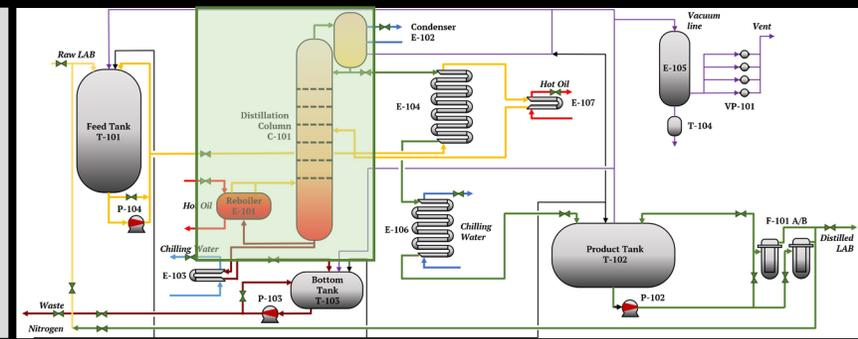 Vacuum
line
Vent
Condenser
E-102
Raw LAB
E-105
Hot Oil
E-104
E-107
VP-101
Distillation
Column
C-101
Feed Tank
T-101
T-104
P-104
Hot Oil
Reboiler
E-101
E-106
Chilling
Water
F-101 A/B
Distilled
LAB
Chilling Water
Product Tank
T-102
E-103
Bottom
Tank
T-103
P-103
P-102
Waste
Nitrogen